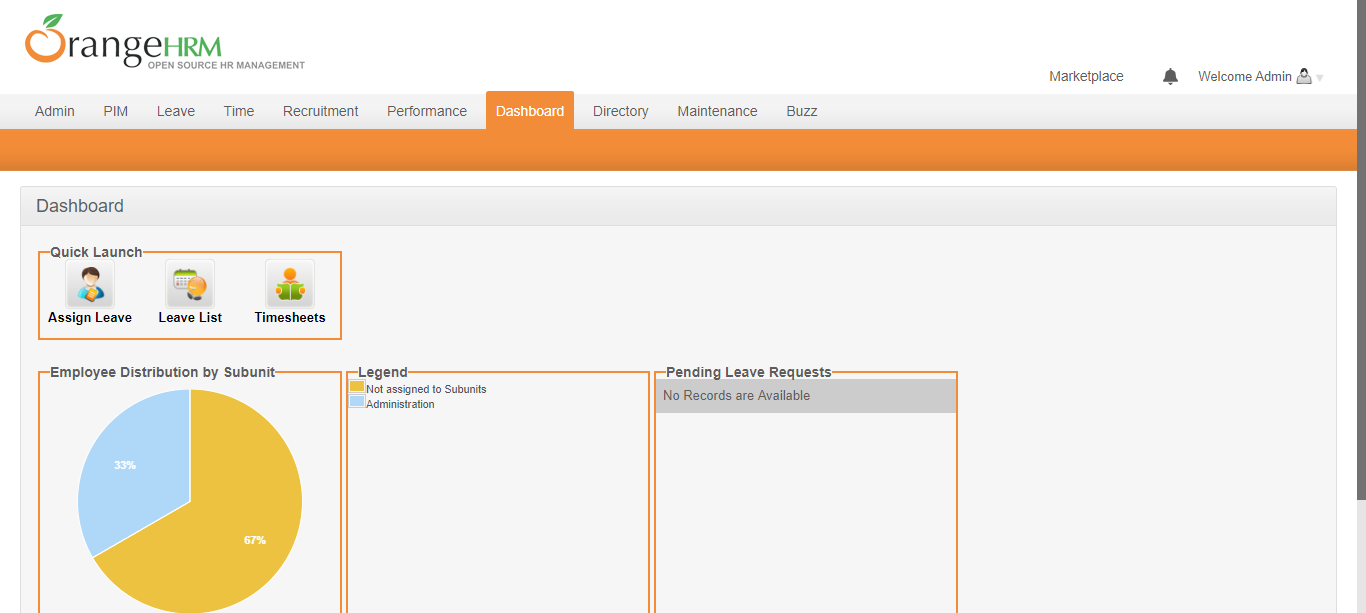 OrangeHRM
OPEN SOURCE HR MANAGEMENT
Marketplace Welcome Admin
Admin PIM Leave Time Recruitment Performance Dashboard Directory Maintenance Buzz
Dashboard
Quick Launch
Assign Leave Leave List Timesheets
Employee Distribution by Subunit
33%
67%
Legend
Not assigned to Subunits
Administration
Pending Leave Requests
No Records are Available